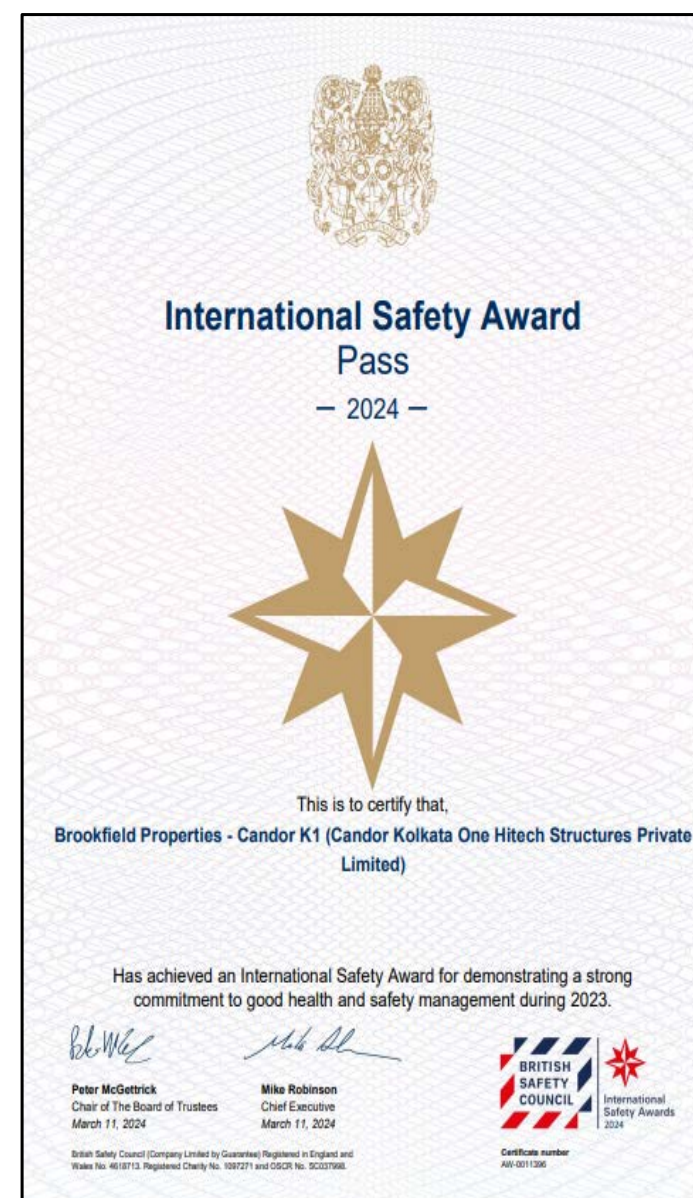 International Safety Award
Pass
— 2024 —
This is to certify that,
Brookfield Properties - Candor K1 (Candor Kolkata One Hitech Structures Private
Limited)
Has achieved an International Safety Award for demonstrating a strong
commitment to good health and safety management during 2023.
Peter McGettrick
Chair of The Board of Trustees
March 11, 2024
Mike Robinson
Chief Executive
March 11, 2024
BRITISH
SAFETY
COUNCIL
International
Safety Awards
2024
British Safety Council (Company Limited by Guarantee) Registered in England and
Wales No. 4618713. Registered Charity No. 1097271 and OSCR No. SC037998.
Certificate number
AW-0011396